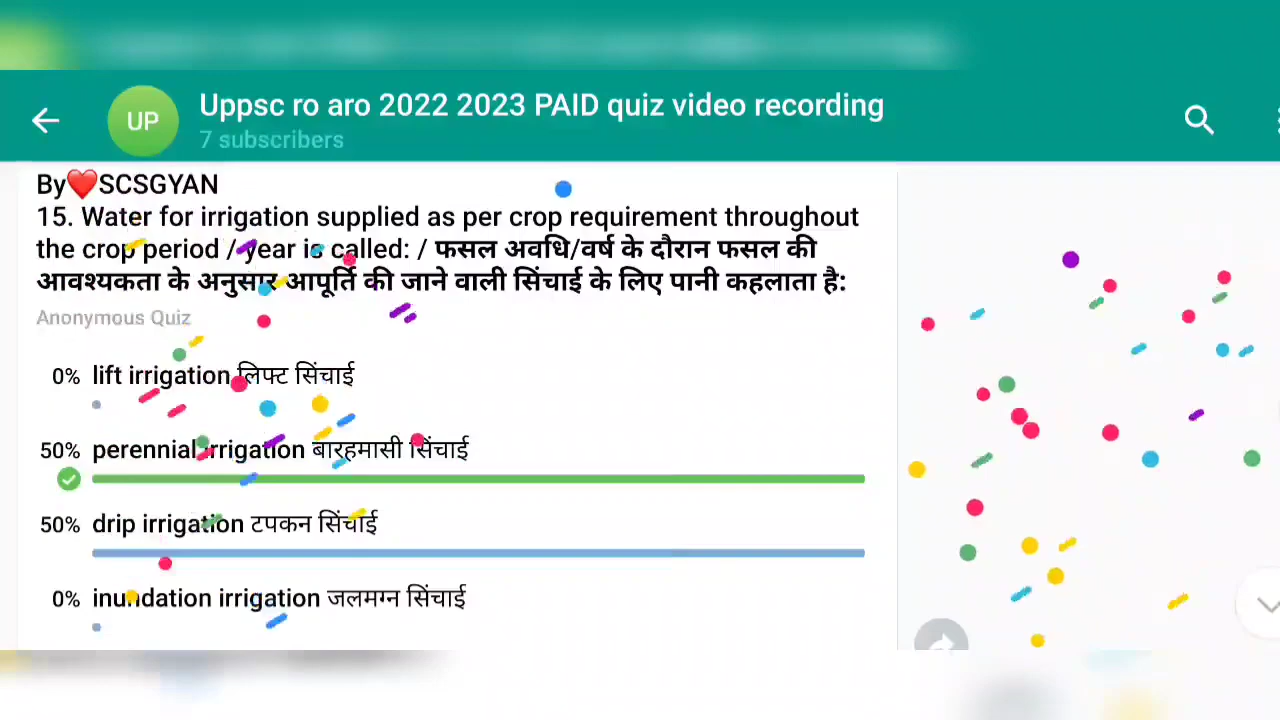 UP
Uppsc ro aro 2022 2023 PAID quiz video recording
7 subscribers
By❤️SCSGYAN
15. Water for irrigation supplied as per crop requirement throughout
the crop period / year is called: / फसल अवधि/वर्ष के दौरान फसल की
आवश्यकता के अनुसार आपूर्ति की जाने वाली सिंचाई के लिए पानी कहलाता है:
Anonymous Quiz
0% lift irrigation लिफ्ट सिंचाई
50% perennial irrigation बारहमासी सिंचाई
50% drip irrigation टपकन सिंचाई
0% inundation irrigation जलमग्न सिंचाई